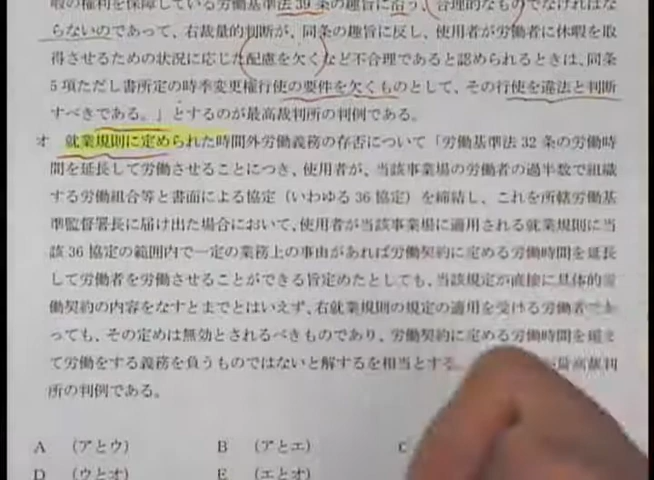 暇の権利を保障している労働基準法 39 条の趣旨に沿う、合理的なものでなければな
らないのであって、右裁量的判断が、同条の趣旨に反し、使用者が労働者に休暇を取
得させるための状況に応じた配慮を欠くなど不合理であると認められるときは、同条
5 項ただし書所定の時季変更権行使の要件を欠くものとして、その行使を違法と判断
すべきである。」とするのが最高裁判所の判例である。
オ 就業規則に定められた時間外労働義務の存否について「労働基準法 32 条の労働時
間を延長して労働させることにつき、使用者が、当該事業場の労働者の過半数で組織
する労働組合等と書面による協定（いわゆる 36 協定）を締結し、これを所轄労働基
準監督署長に届け出た場合において、使用者が当該事業場に適用される就業規則に当
該 36 協定の範囲内で一定の業務上の事由があれば労働契約に定める労働時間を延長
して労働者を労働させることができる旨定めたとしても、当該規定が直接に具体的労
働契約の内容をなすとまでとはいえず、右就業規則の規定の適用を受ける労働者であ
っても、その定めは無効とされるべきものであり、労働契約に定める労働時間を超え
て労働をする義務を負うものではないと解するを相当とする 最高裁判
所の判例である。
A （アとウ） B （アとエ） C
D （ウとオ） E （エとオ）